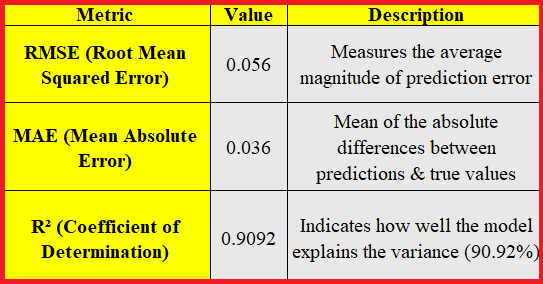 Metric Value Description
RMSE (Root Mean
Squared Error)
0.056
Measures the average
magnitude of prediction error
MAE (Mean Absolute
Error)
0.036
Mean of the absolute
differences between
predictions & true values
R² (Coefficient of
Determination)
0.9092
Indicates how well the model
explains the variance (90.92%)